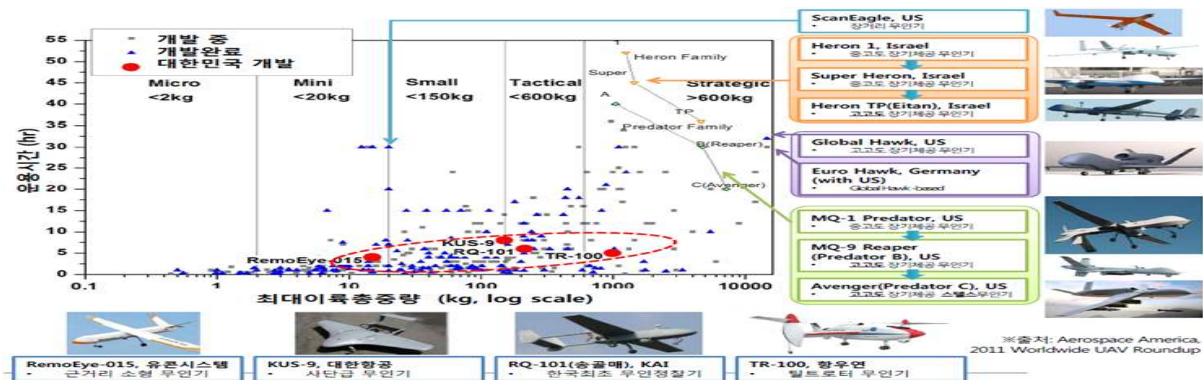 ScanEagle, US
장거리 무인기
Heron 1, Israel
중고도 장기체공 무인기
Super Heron, Israel
중고도 장기체공 무인기
Heron TP(Eitan), Israel
고고도 장기체공 무인기
Global Hawk, US
고고도 장기체공 무인기
Euro Hawk, Germany
(with US)
Global Hawk-based
MQ-1 Predator, US
중고도 장기체공 무인기
MQ-9 Reaper
(Predator B), US
고고도 장기체공 무인기
Avenger(Predator C), US
고고도 장기체공 스텔스무인기
개발 중
개발완료
대한민국 개발
Micro
<2kg
Mini
<20kg
Small
<150kg
Tactical
<600kg
Strategic
>600kg
1
Heron Family
Super
TP
A
Predator Family
B(Reaper)
C(Avenger)
KUS-9
RQ-101
TR-100
RemoEye-015
운용시간 (hr)
55
50
45
40
35
30
25
20
15
10
5
0
0.1
1
10
100
1000
10000
최대이륙총중량 (kg, log scale)
RemoEye-015, 유콘시스템
근거리 소형 무인기
KUS-9, 대한항공
사단급 무인기
RQ-101(송골매), KAI
한국최초 무인정찰기
TR-100, 항우연
틸트로터 무인기
※출처: Aerospace America,
2011 Worldwide UAV Roundup